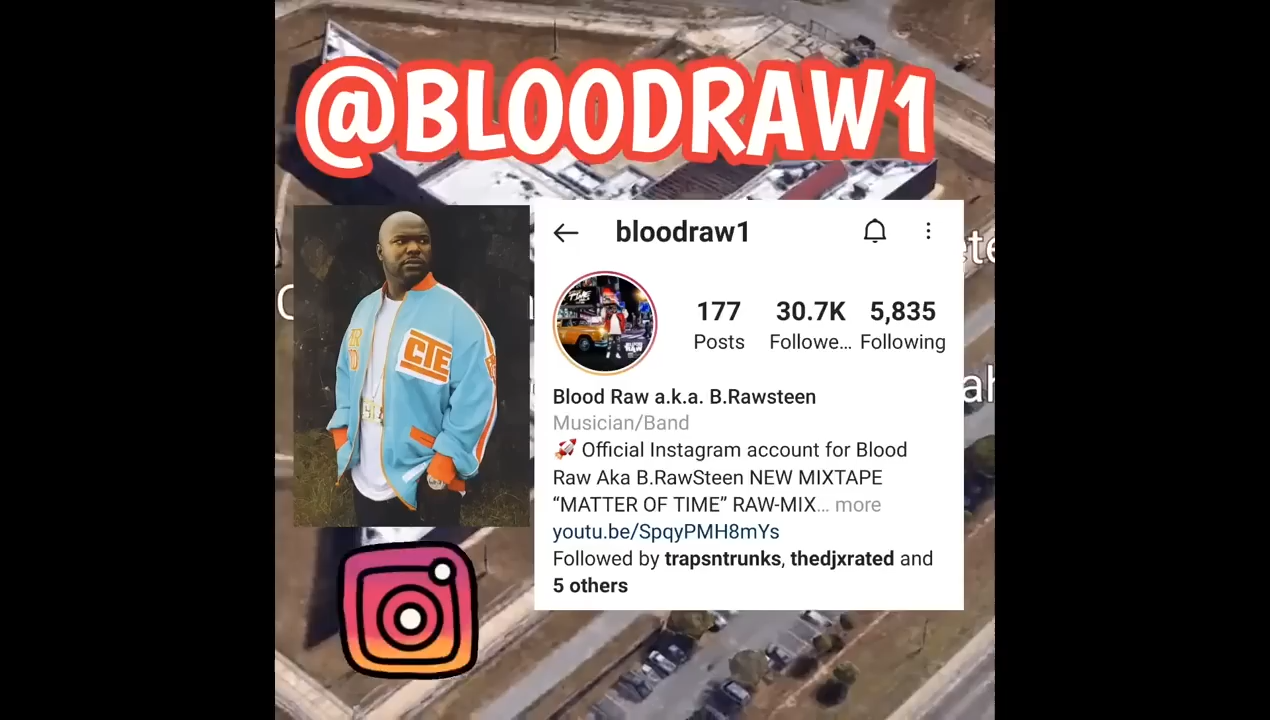 @BLOODRAW1
bloodraw1
177 30.7K 5,835
Posts Followe... Following
Blood Raw a.k.a. B.Rawsteen
Musician/Band
🚀 Official Instagram account for Blood
Raw Aka B.RawSteen NEW MIXTAPE
“MATTER OF TIME” RAW-MIX... more
youtu.be/SpqyPMH8mYs
Followed by trapsntrunks, thedjxrated and
5 others
CTE